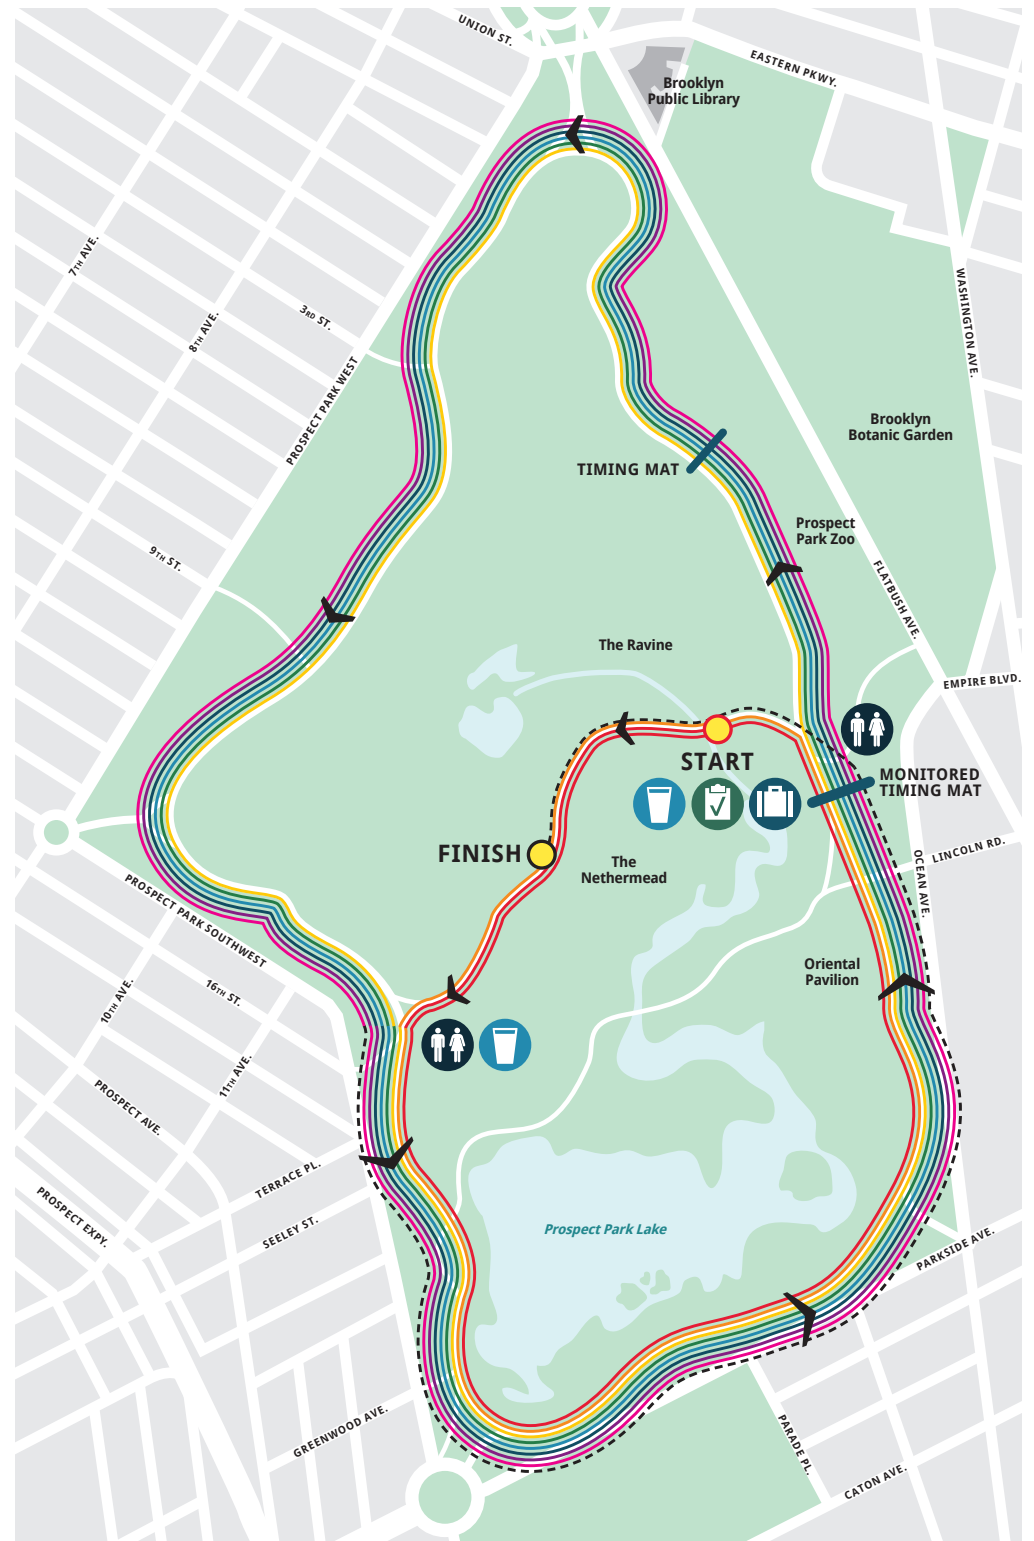 UNION ST.
EASTERN PKWY.
Brooklyn
Public Library
7TH AVE.
8TH AVE.
3RD ST.
WASHINGTON AVE.
PROSPECT PARK WEST
Brooklyn
Botanic Garden
TIMING MAT
Prospect
Park Zoo
9TH ST.
FLATBUSH AVE.
The Ravine
EMPIRE BLVD.
START
MONITORED
TIMING MAT
FINISH
The
Nethermead
LINCOLN RD.
OCEAN AVE.
PROSPECT PARK SOUTHWEST
Oriental
Pavilion
16TH ST.
10TH AVE.
11TH AVE.
PROSPECT AVE.
TERRACE PL.
PROSPECT EXPY.
SEELEY ST.
Prospect Park Lake
PARKSIDE AVE.
GREENWOOD AVE.
PARADE PL.
CATON AVE.